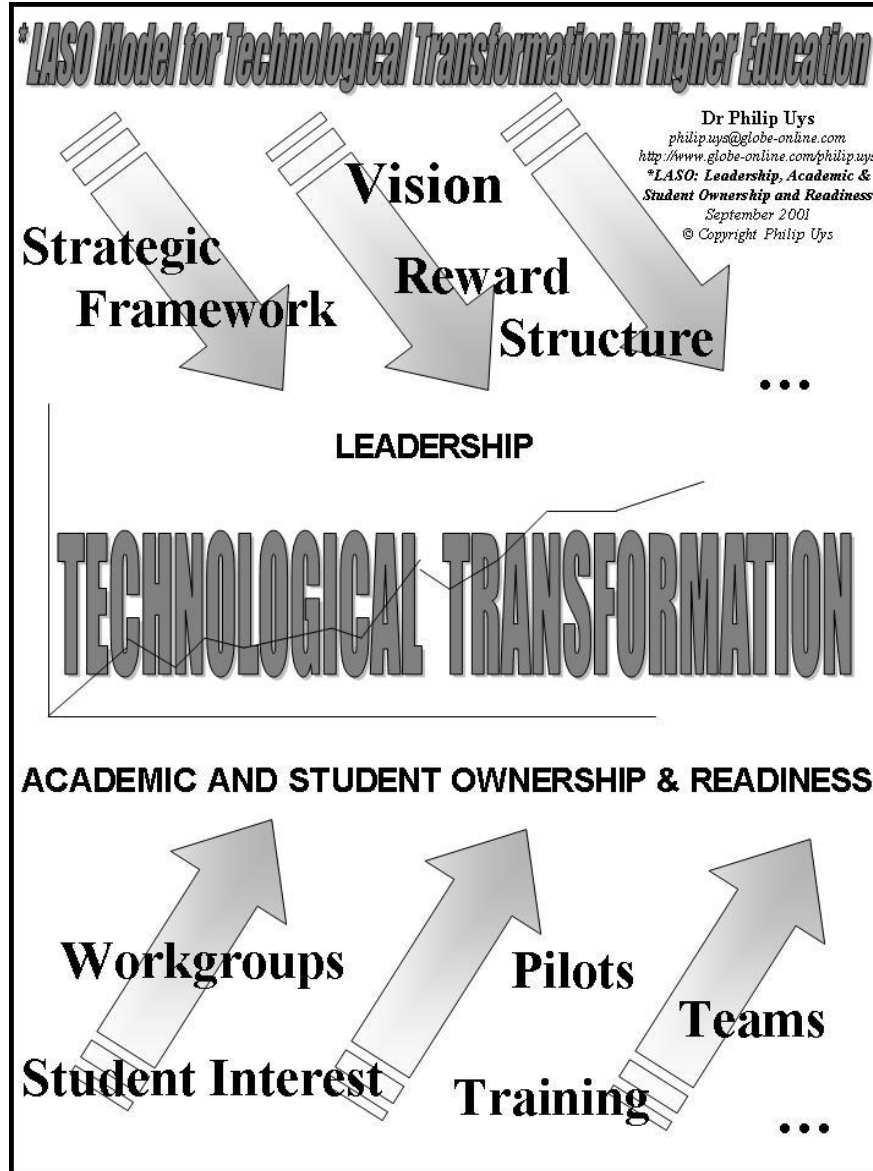 * LASO Model for Technological Transformation in Higher Education
Dr Philip Uys
philip.uys@globe-online.com
http://www.globe-online.com/philip.uys
*LASO: Leadership, Academic &
Student Ownership and Readiness
September 2001
© Copyright Philip Uys
Vision
Strategic
Framework
Reward
Structure
...
LEADERSHIP
TECHNOLOGICAL TRANSFORMATION
ACADEMIC AND STUDENT OWNERSHIP & READINESS
Workgroups
Pilots
Teams
Student Interest
Training
...